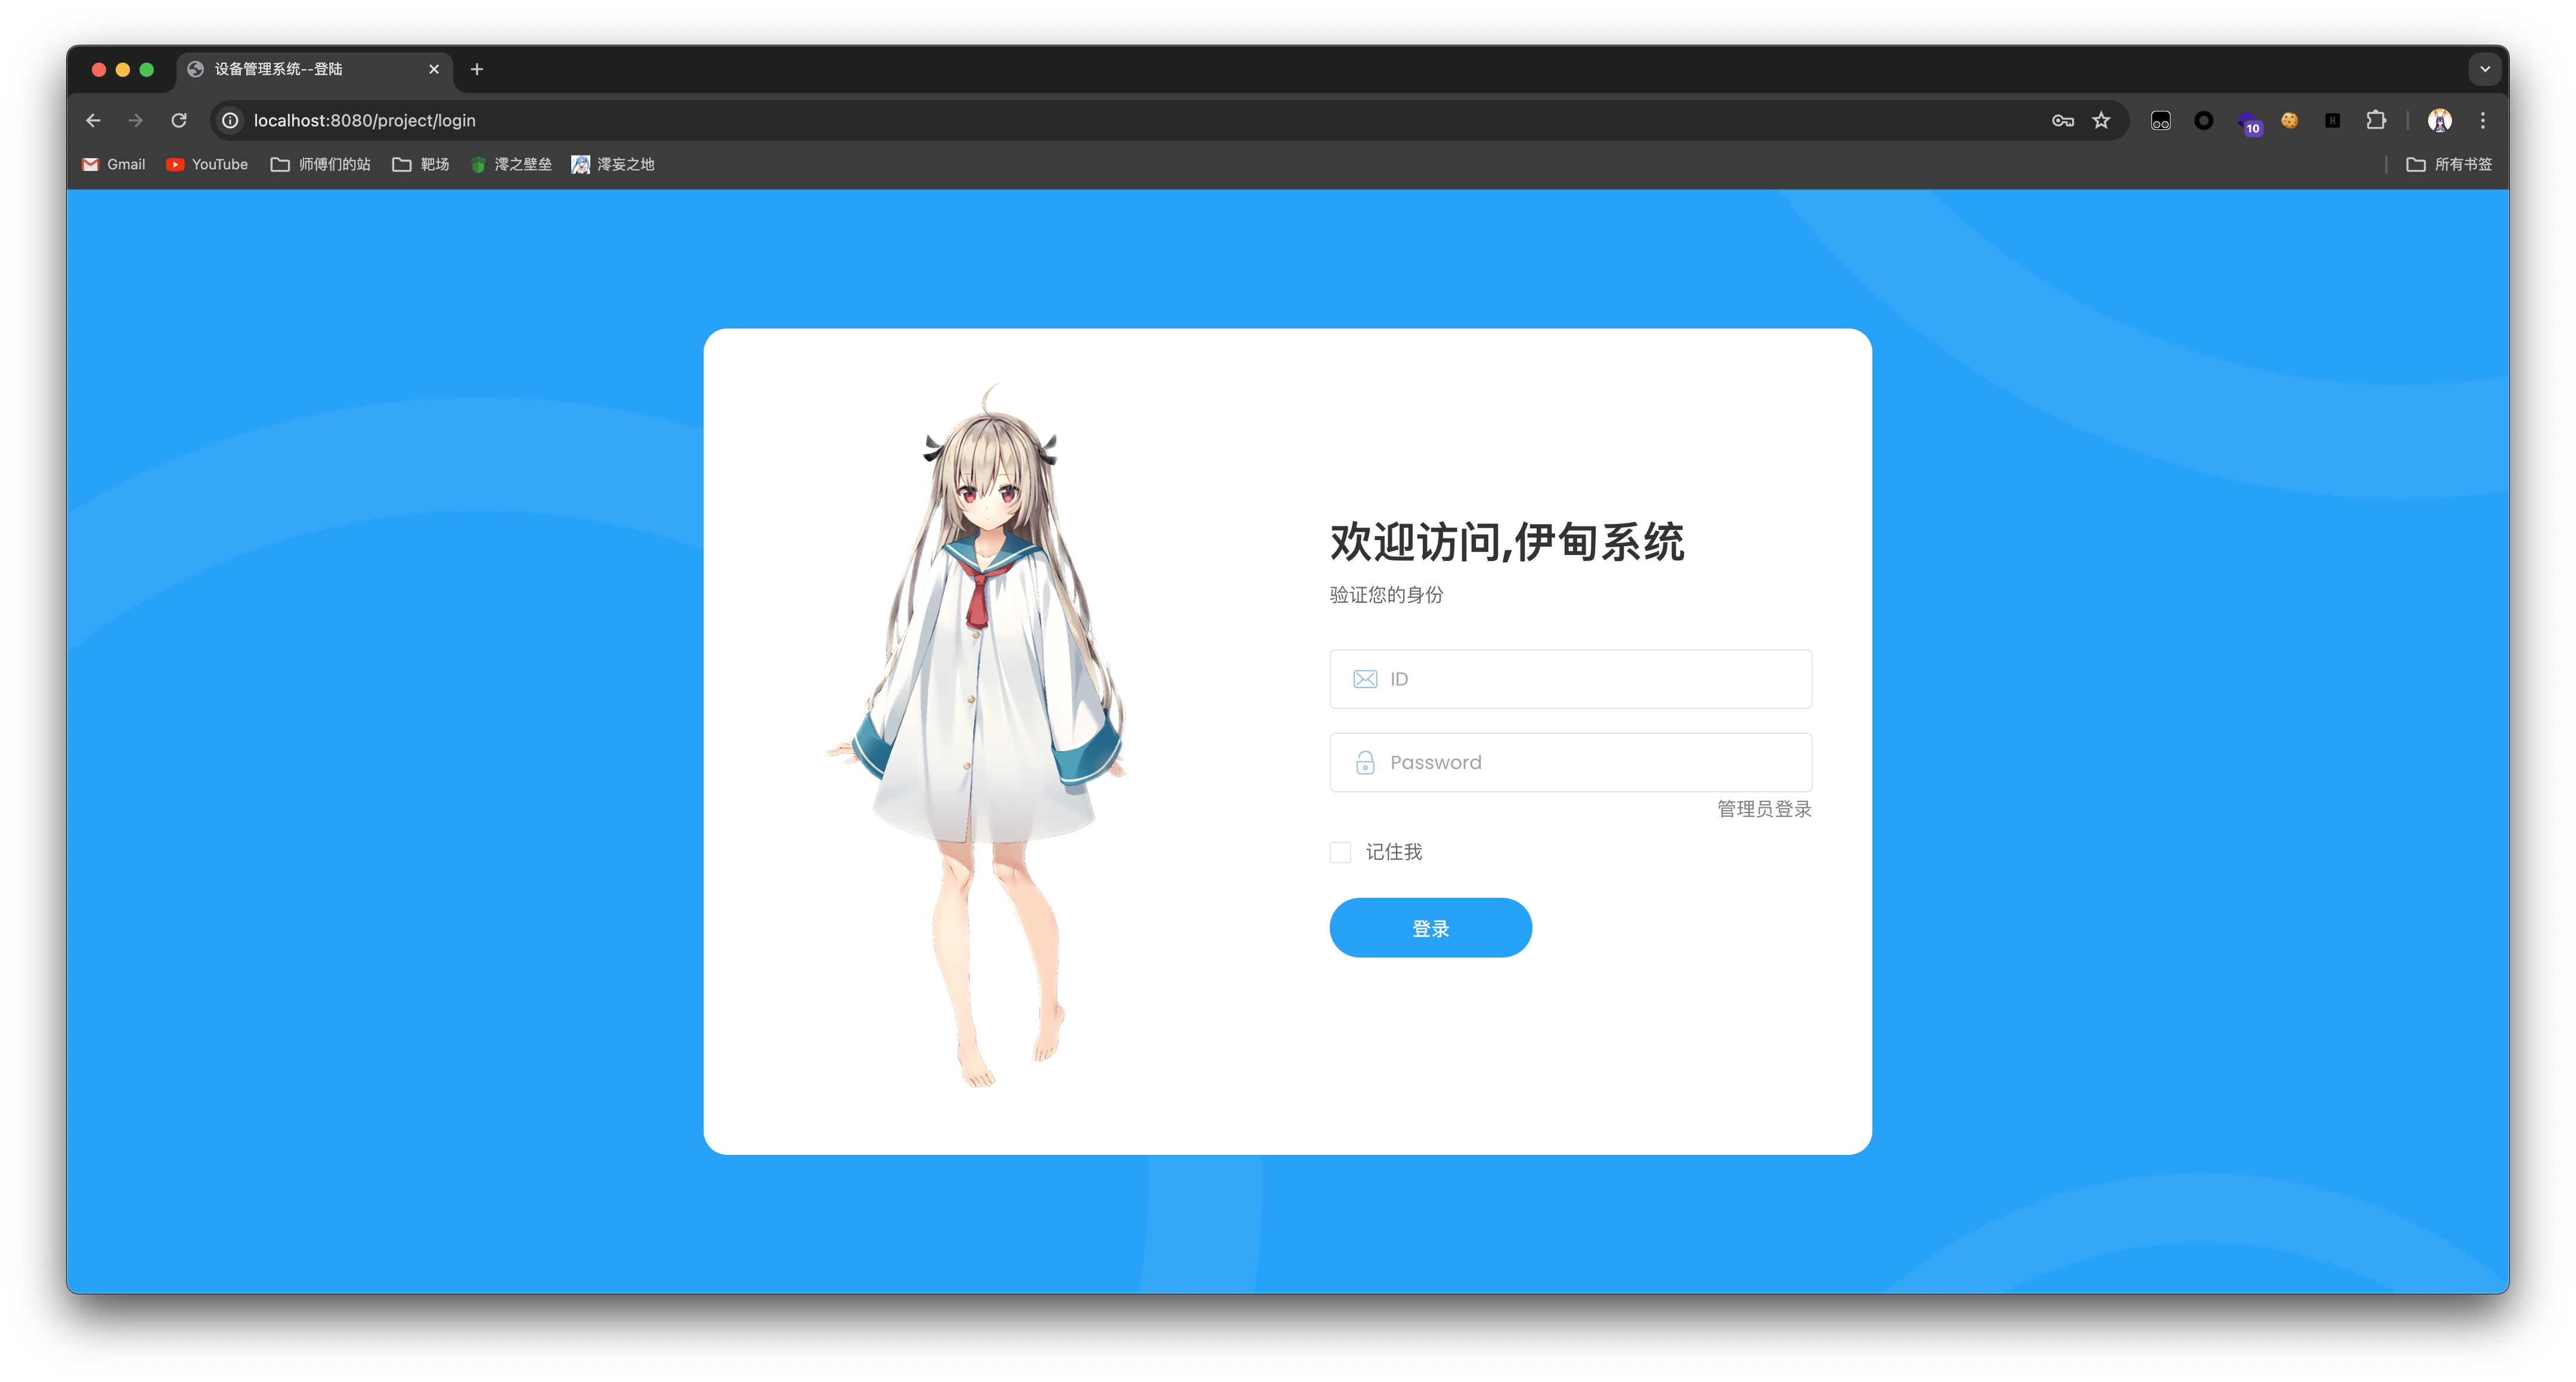 设备管理系统--登陆
localhost:8080/project/login
10
Gmail YouTube 师傅们的站 靶场 澪之壁垒 澪妄之地 所有书签
欢迎访问,伊甸系统
验证您的身份
ID
Password
管理员登录
记住我
登录